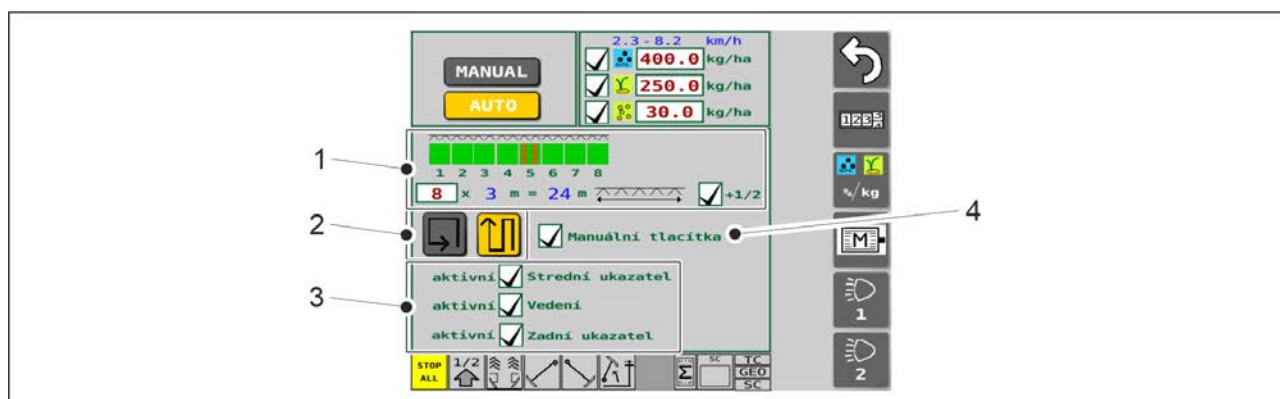 2.3-8.2 km/h
MANUAL
400.0 kg/ha
AUTO
250.0 kg/ha
30.0 kg/ha
1
1 2 3 4 5 6 7 8
8 x 3 m = 24 m +1/2
2
Manuální tlacítka
4
3
aktivní Strední ukazatel
aktivní Vedení
aktivní Zadní ukazatel
STOP ALL
1/2
Σ
SC
TC
GEO
SC
123
%/kg
M
1
2